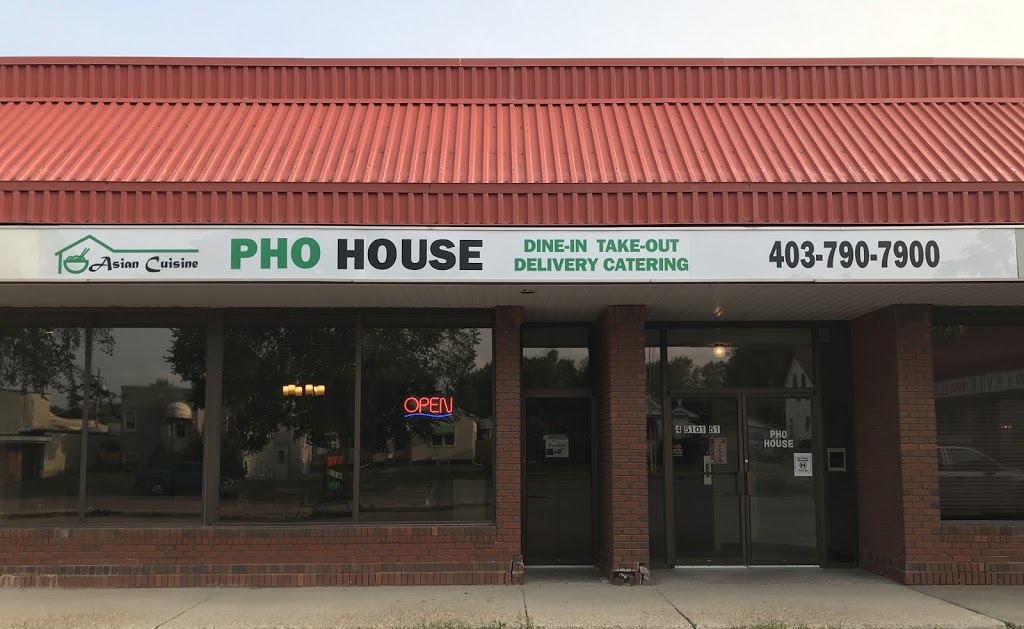 Asian Cuisine
PHO HOUSE
DINE-IN TAKE-OUT
DELIVERY CATERING
403-790-7900
OPEN
PHO
HOUSE